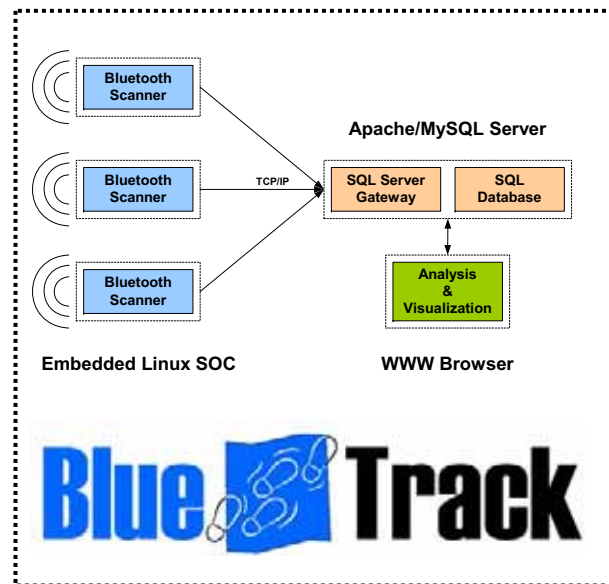 Bluetooth
Scanner
Apache/MySQL Server
Bluetooth
Scanner
TCP/IP
SQL Server
Gateway
SQL
Database
Bluetooth
Scanner
Analysis
&
Visualization
Embedded Linux SOC
WWW Browser
Blue Track